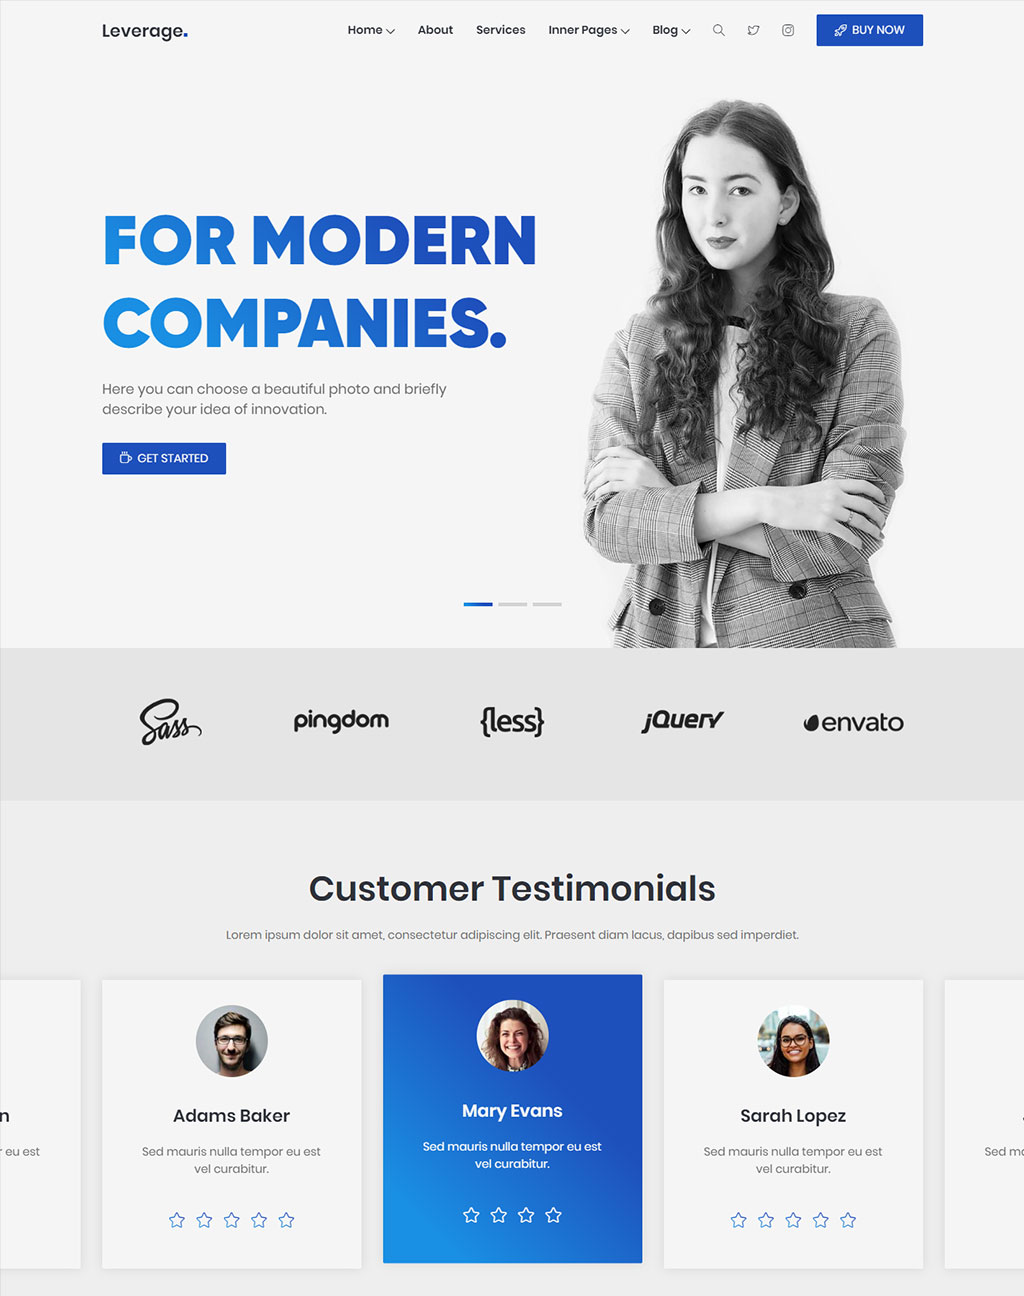 Leverage.
Home
About
Services
Inner Pages
Blog
BUY NOW
FOR MODERN
COMPANIES.
Here you can choose a beautiful photo and briefly
describe your idea of innovation.
GET STARTED
Sass
pingdom
{less}
jQuery
envato
Customer Testimonials
Lorem ipsum dolor sit amet, consectetur adipiscing elit. Praesent diam lacus, dapibus sed imperdiet.
n
eu est
Adams Baker
Sed mauris nulla tempor eu est
vel curabitur.
Mary Evans
Sed mauris nulla tempor eu est
vel curabitur.
Sarah Lopez
Sed mauris nulla tempor eu est
vel curabitur.
Sed